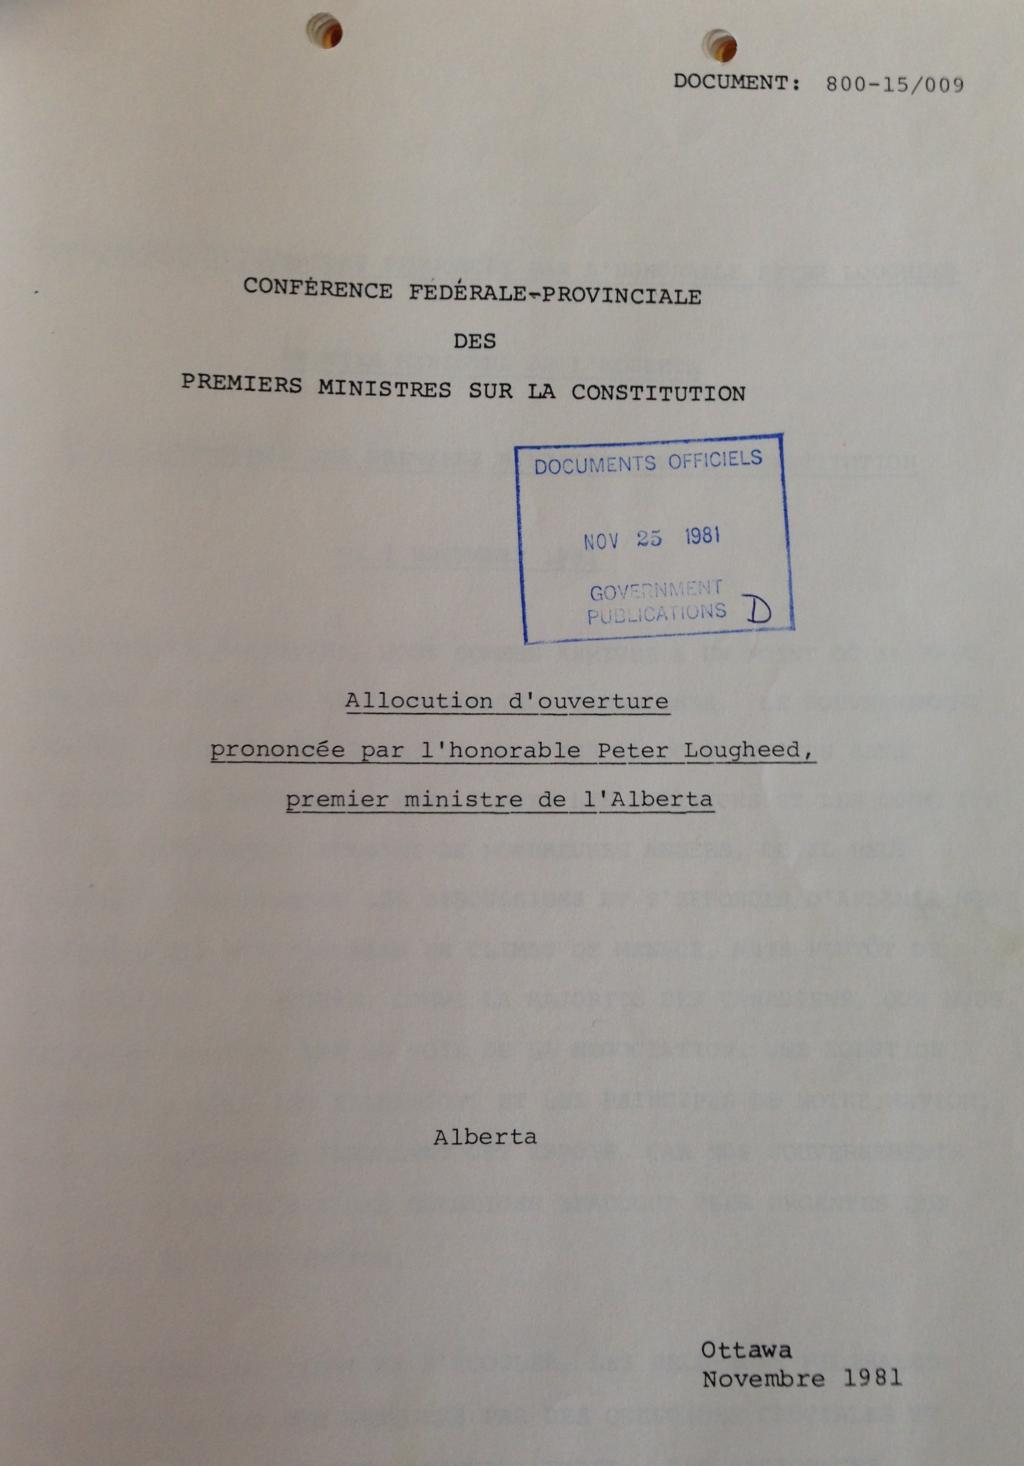 DOCUMENT: 800-15/009
CONFÉRENCE FÉDÉRALE-PROVINCIALE
DES
PREMIERS MINISTRES SUR LA CONSTITUTION
DOCUMENTS OFFICIELS
NOV 25 1981
GOVERNMENT
PUBLICATIONS D
Allocution d'ouverture
prononcée par l'honorable Peter Lougheed,
premier ministre de l'Alberta
Alberta
Ottawa
Novembre 1981